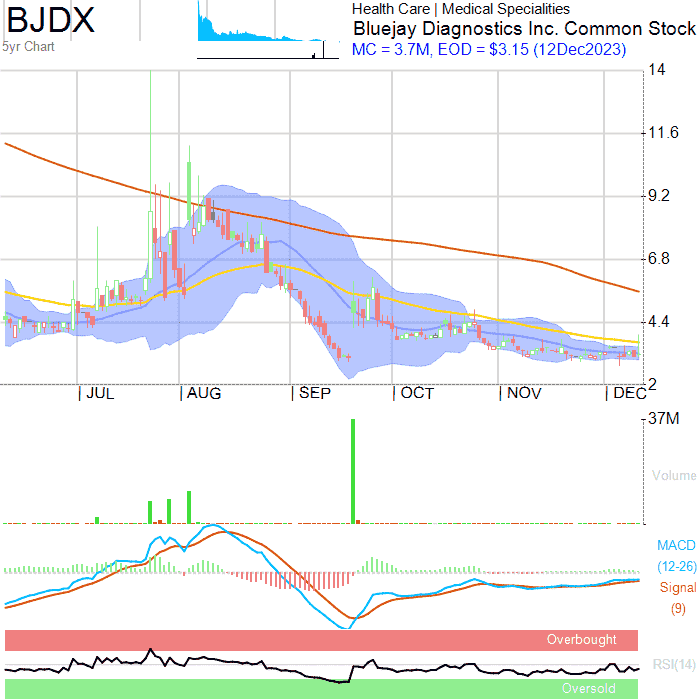 BJDX
5yr Chart
Health Care | Medical Specialities
Bluejay Diagnostics Inc. Common Stock
MC = 3.7M, EOD = $3.15 (12Dec2023)
14
11.6
9.2
6.8
4.4
2
| JUL | AUG | SEP | OCT | NOV | DEC
37M
Volume
MACD
(12-26)
Signal
(9)
Overbought
RSI(14)
Oversold